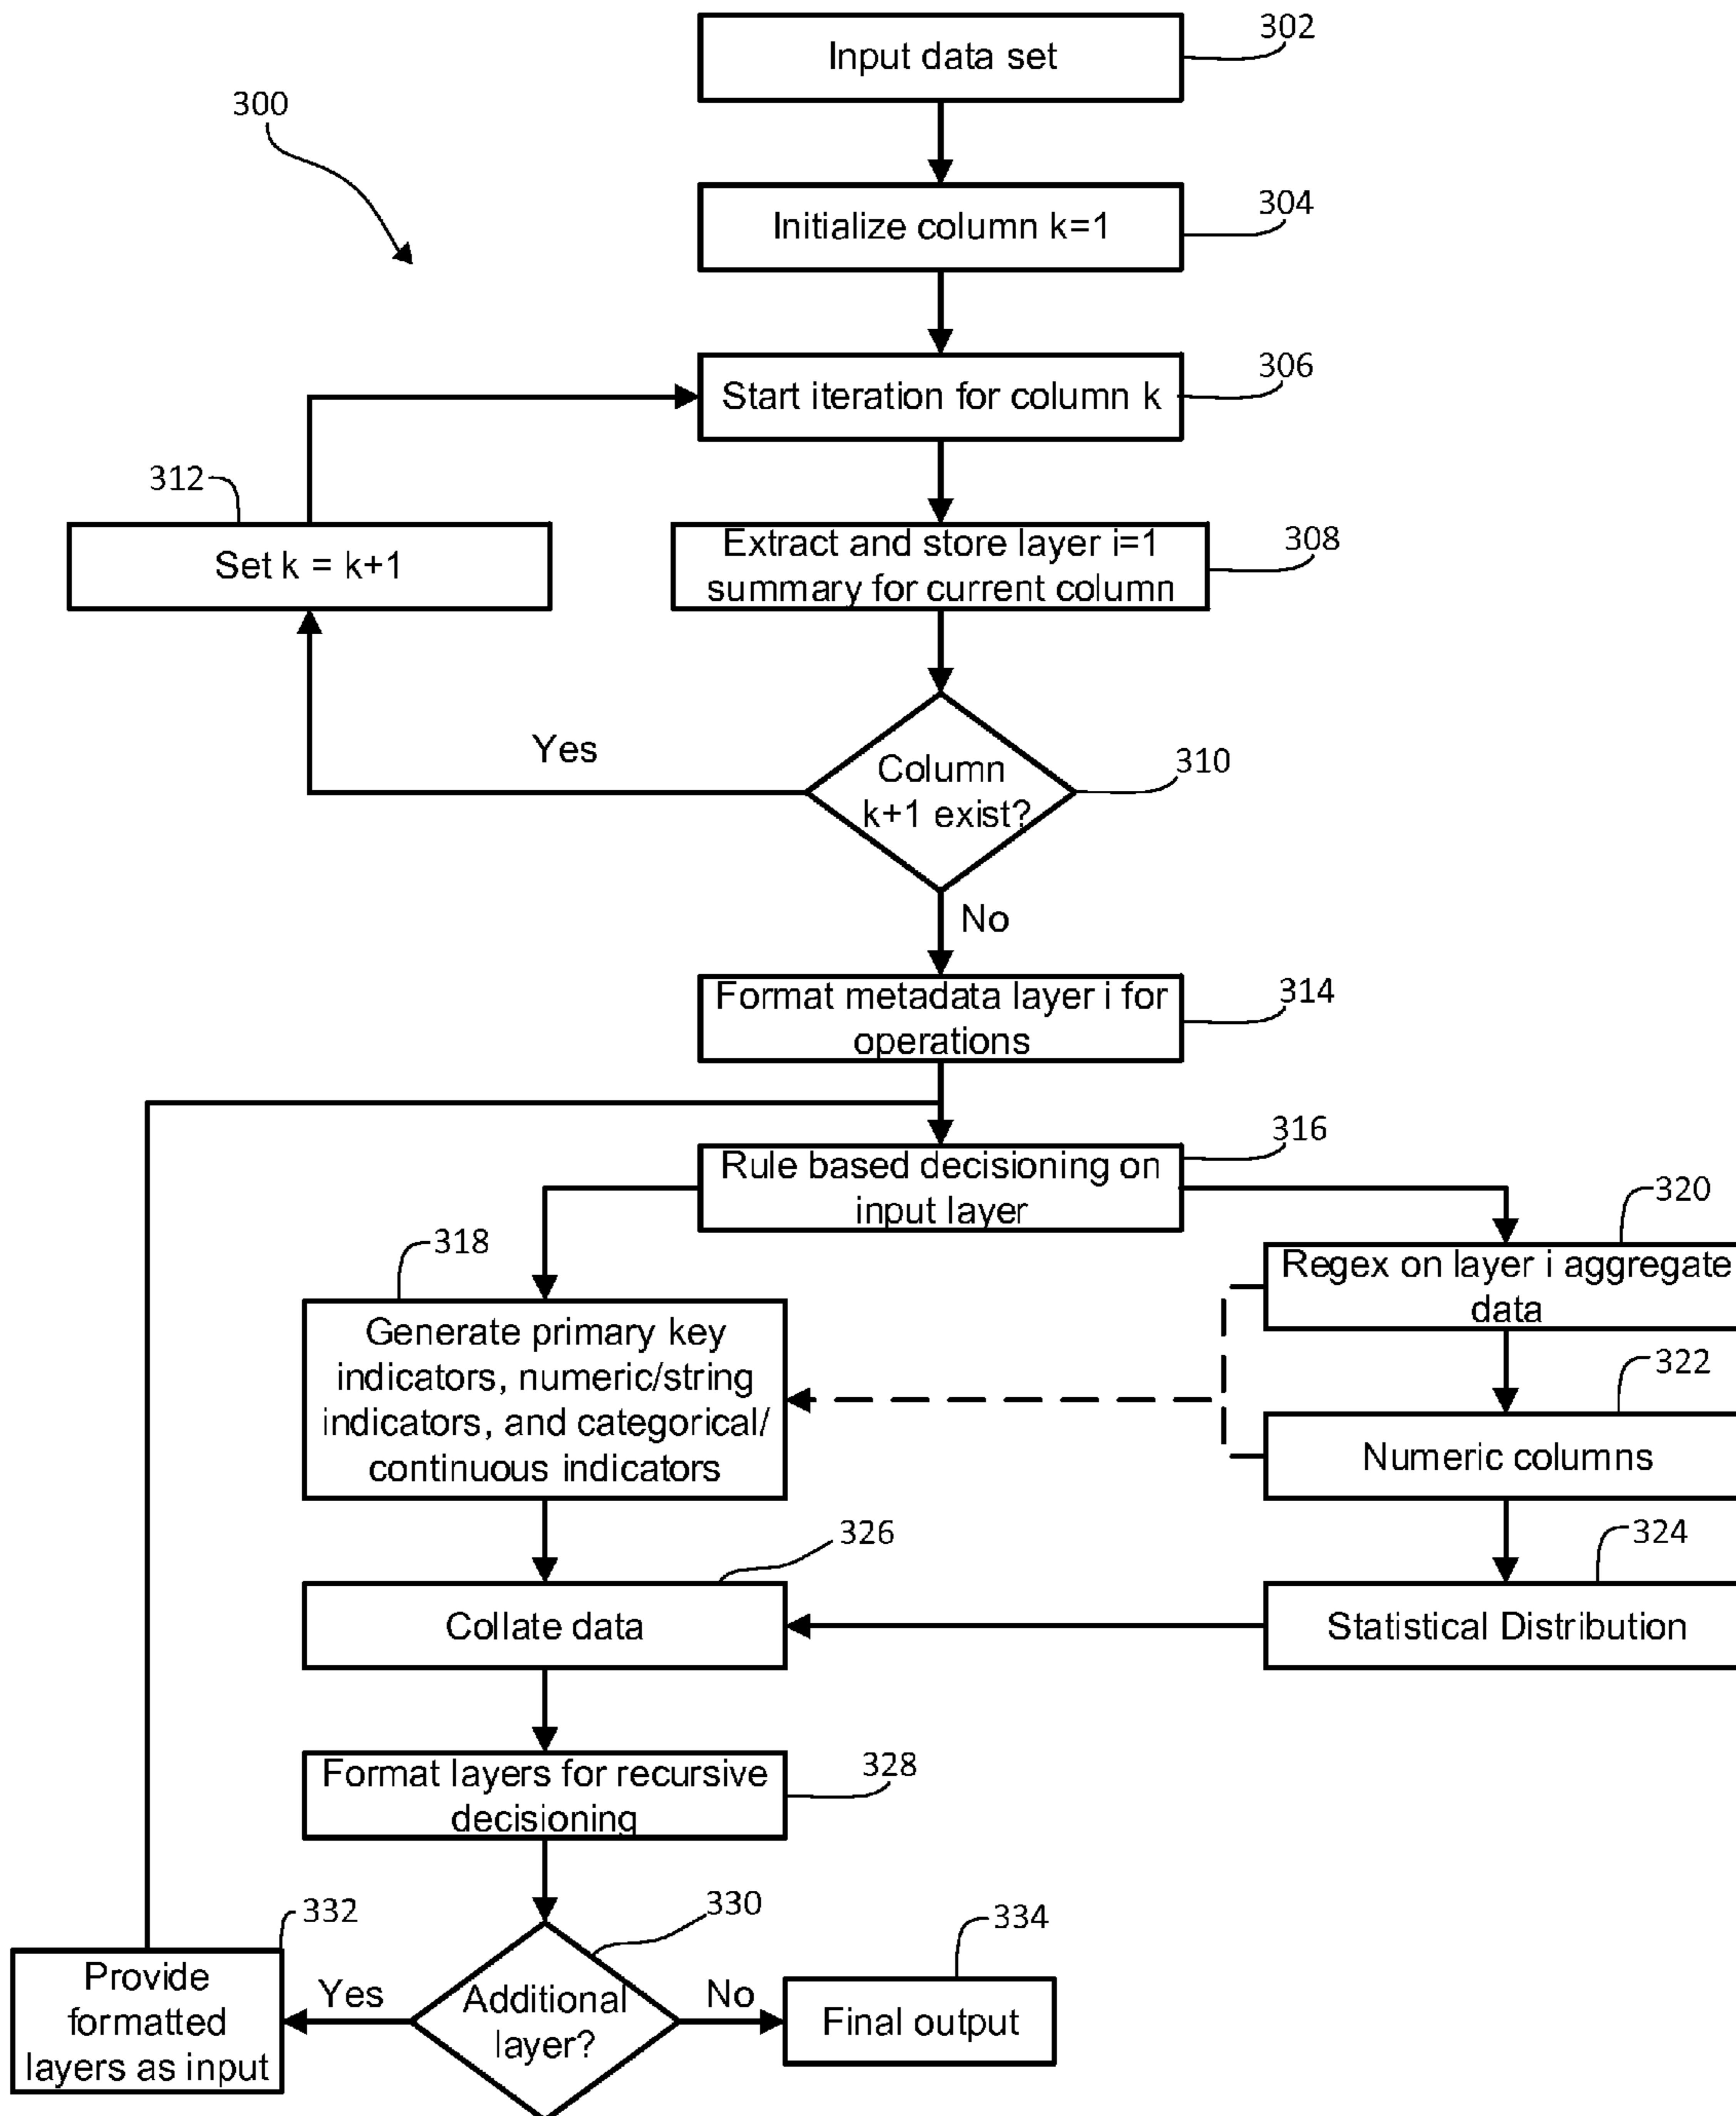 302
Input data set
300
304
Initialize column k=1
306
Start iteration for column k
312
Set k = k+1
308
Extract and store layer i=1
summary for current column
Yes
310
Column
k+1 exist?
No
314
Format metadata layer i for
operations
316
Rule based decisioning on
input layer
320
Regex on layer i aggregate
data
318
Generate primary key
indicators, numeric/string
indicators, and categorical/
continuous indicators
322
Numeric columns
326
Collate data
324
Statistical Distribution
328
Format layers for recursive
decisioning
332
Provide
formatted
layers as input
Yes
330
Additional
layer?
No
334
Final output